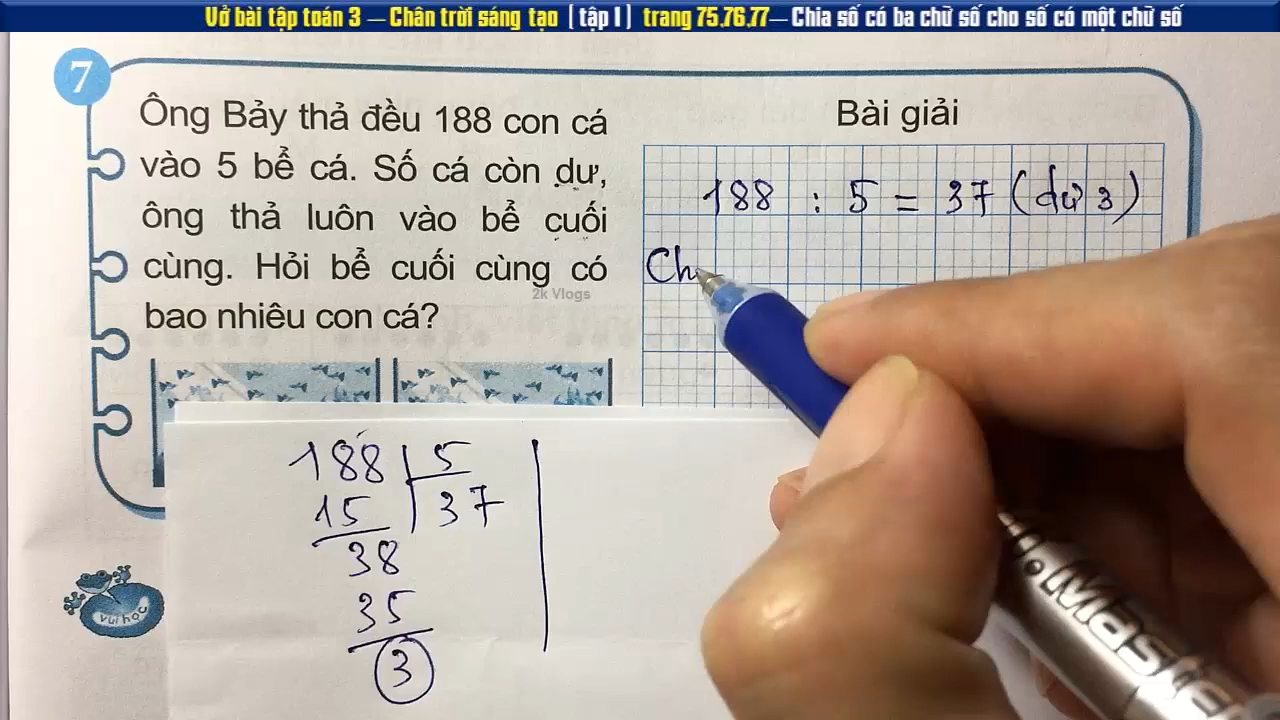 Vở bài tập toán 3 – Chân trời sáng tạo (tập 1) trang 75,76,77– Chia số có ba chữ số cho số có một chữ số
7
Ông Bảy thả đều 188 con cá
vào 5 bể cá. Số cá còn dư,
ông thả luôn vào bể cuối
cùng. Hỏi bể cuối cùng có
bao nhiêu con cá?
2k Vlogs
Bài giải
188 : 5 = 37 (dư 3)
Ch
188 5
15 37
38
35
3
vui học
Maste